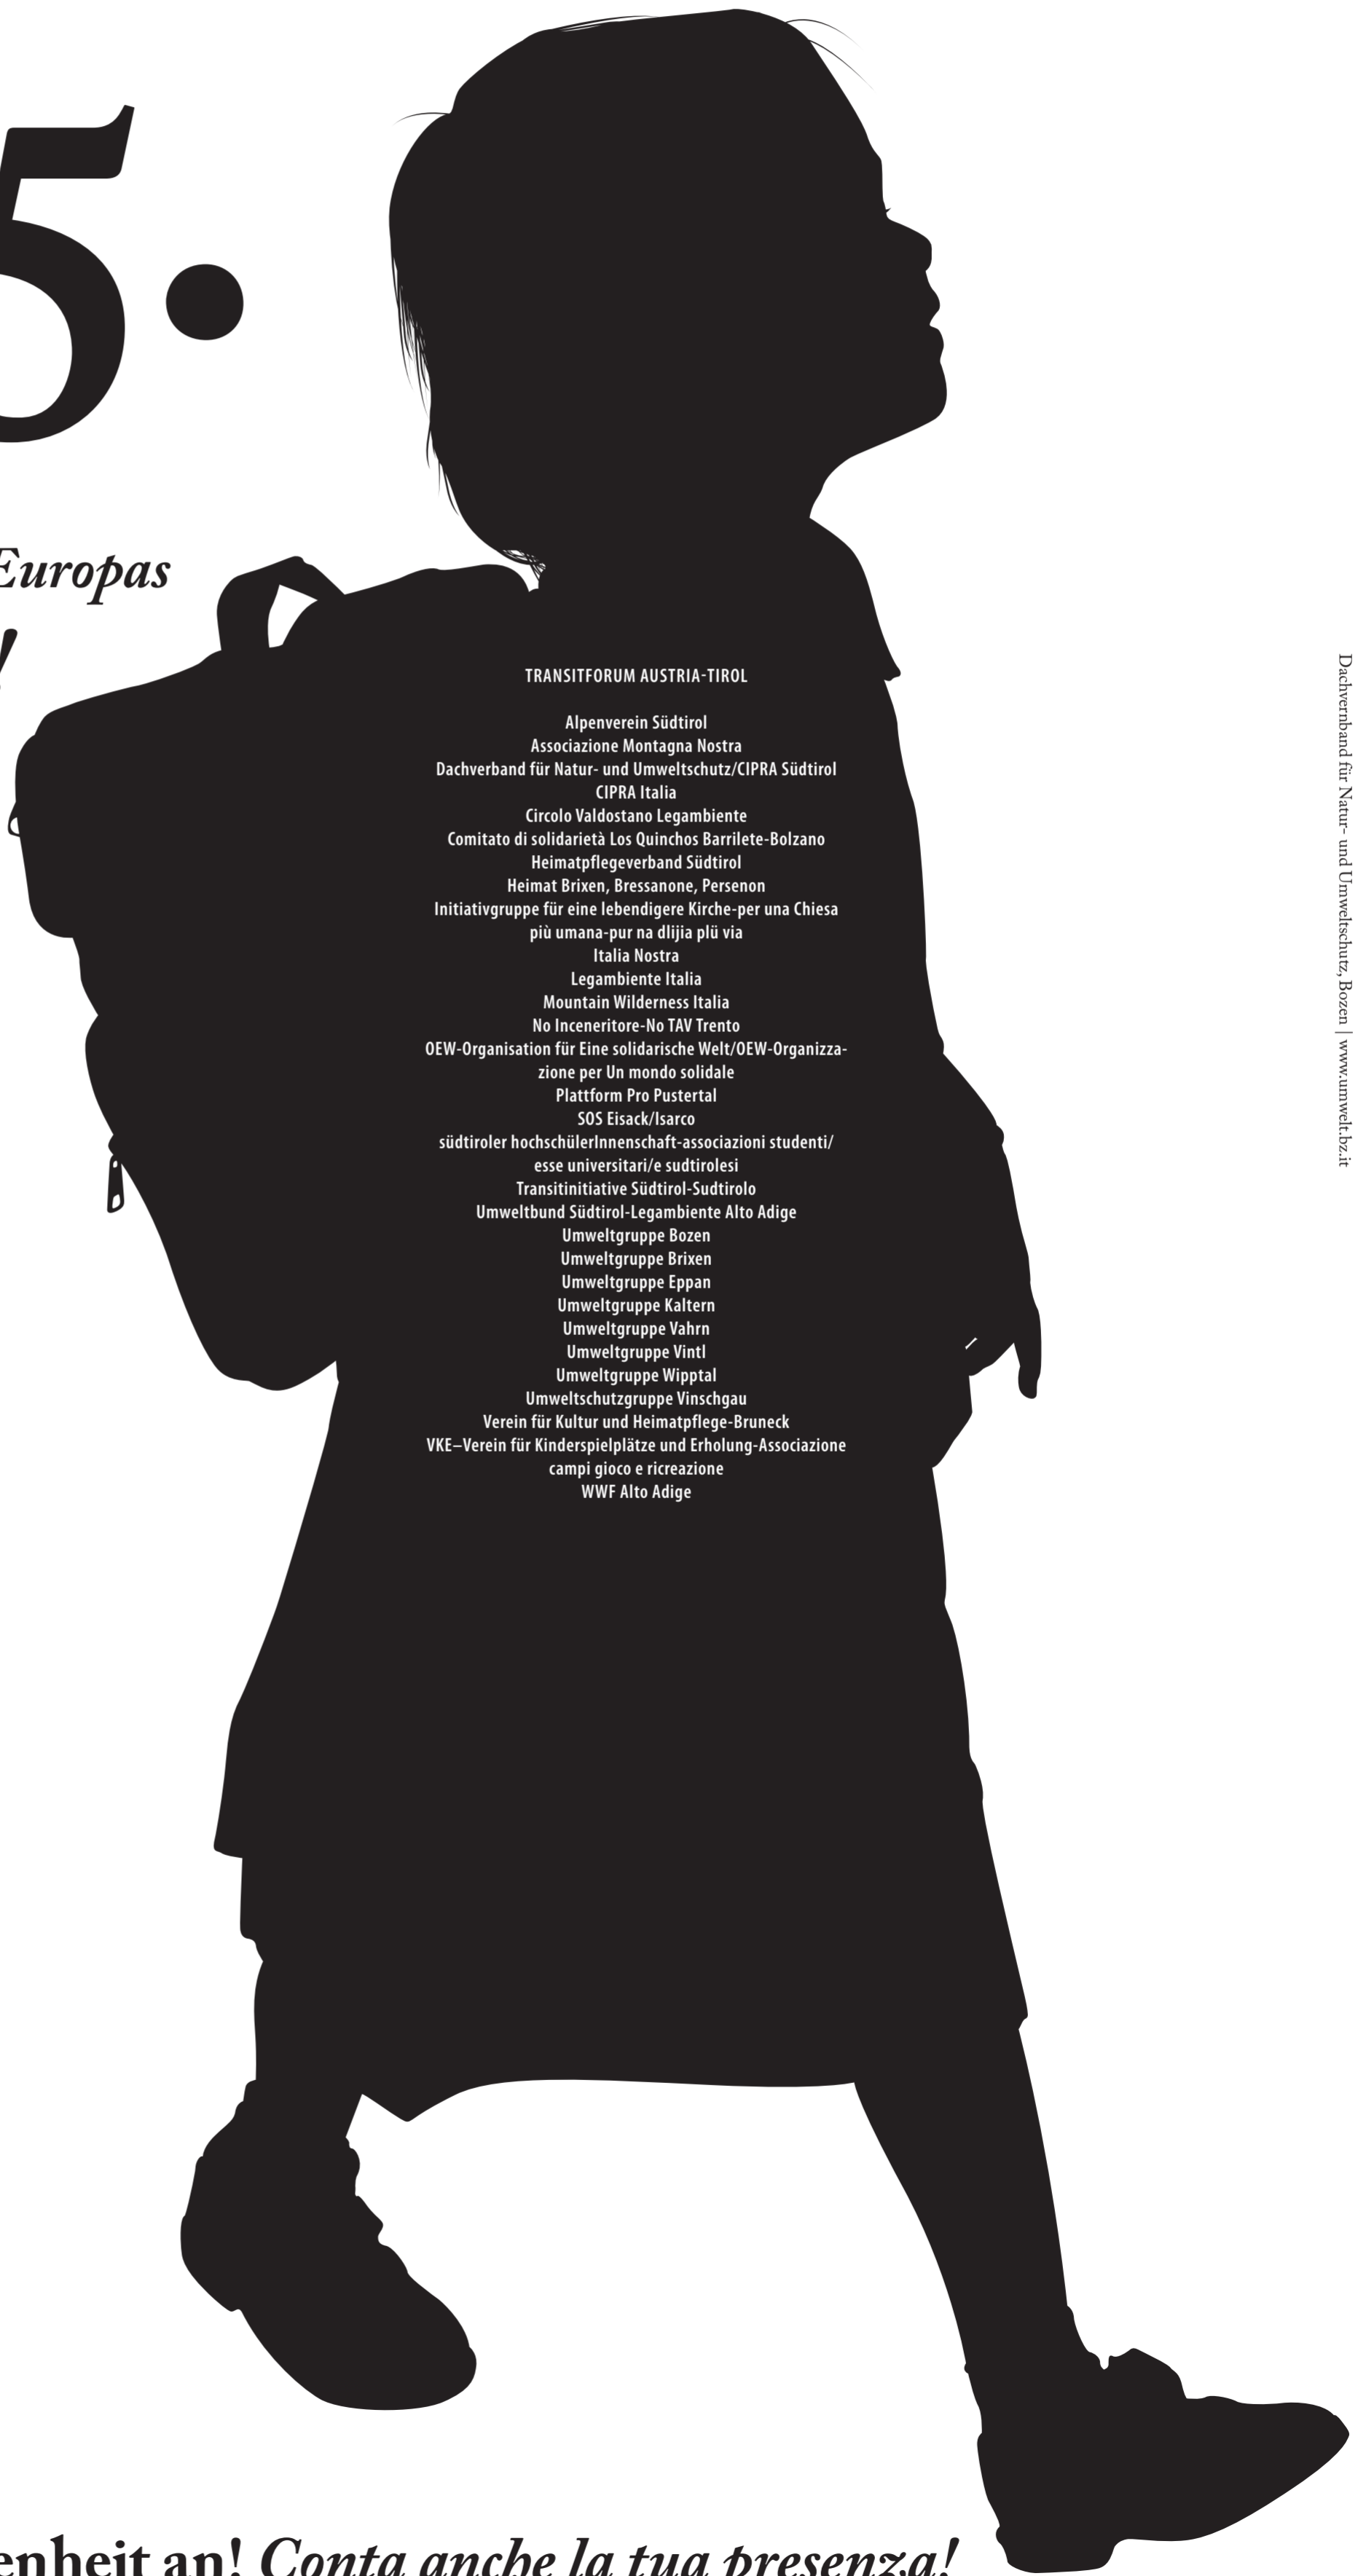 5.
Europas
!
TRANSITFORUM AUSTRIA-TIROL
Alpenverein Südtirol
Associazione Montagna Nostra
Dachverband für Natur- und Umweltschutz/CIPRA Südtirol
CIPRA Italia
Circolo Valdostano Legambiente
Comitato di solidarietà Los Quinchos Barrilete-Bolzano
Heimatpflegeverband Südtirol
Heimat Brixen, Bressanone, Persenon
Initiativgruppe für eine lebendigere Kirche-per una Chiesa
più umana-pur na dlijia plü via
Italia Nostra
Legambiente Italia
Mountain Wilderness Italia
No Inceneritore-No TAV Trento
OEW-Organisation für Eine solidarische Welt/OEW-Organizza-
zione per Un mondo solidale
Plattform Pro Pustertal
SOS Eisack/Isarco
südtiroler hochschülerInnenschaft-associazioni studenti/
esse universitari/e sudtirolesi
Transitinitiative Südtirol-Sudtirolo
Umweltbund Südtirol-Legambiente Alto Adige
Umweltgruppe Bozen
Umweltgruppe Brixen
Umweltgruppe Eppan
Umweltgruppe Kaltern
Umweltgruppe Vahrn
Umweltgruppe Vintl
Umweltgruppe Wipptal
Umweltschutzgruppe Vinschgau
Verein für Kultur und Heimatpflege-Bruneck
VKE–Verein für Kinderspielplätze und Erholung-Associazione
campi gioco e ricreazione
WWF Alto Adige
Dachvernband für Natur- und Umweltschutz, Bozen | www.umwelt.bz.it
enheit an! Conta anche la tua presenza!